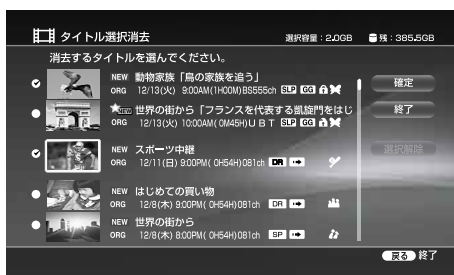 タイトル選択消去 選択容量：2.0GB 残：385.5GB
消去するタイトルを選んでください。
NEW 動物家族「鳥の家族を追う」
ORG 12/13(火) 9:00AM(1H00M)BS555ch SLP GG
世界の街から「フランスを代表する凱旋門をはじ
ORG 12/13(火) 10:00AM( 0M45H)U B T SLP GG
NEW スポーツ中継
ORG 12/11(日) 9:00PM( 0H54H)081ch DR
NEW はじめての買い物
ORG 12/8(木) 9:00PM( 0H54H)081ch DR
NEW 世界の街から
ORG 12/8(木) 8:00PM( 0H54H)081ch SP
確定
終了
選択解除
戻る 終了